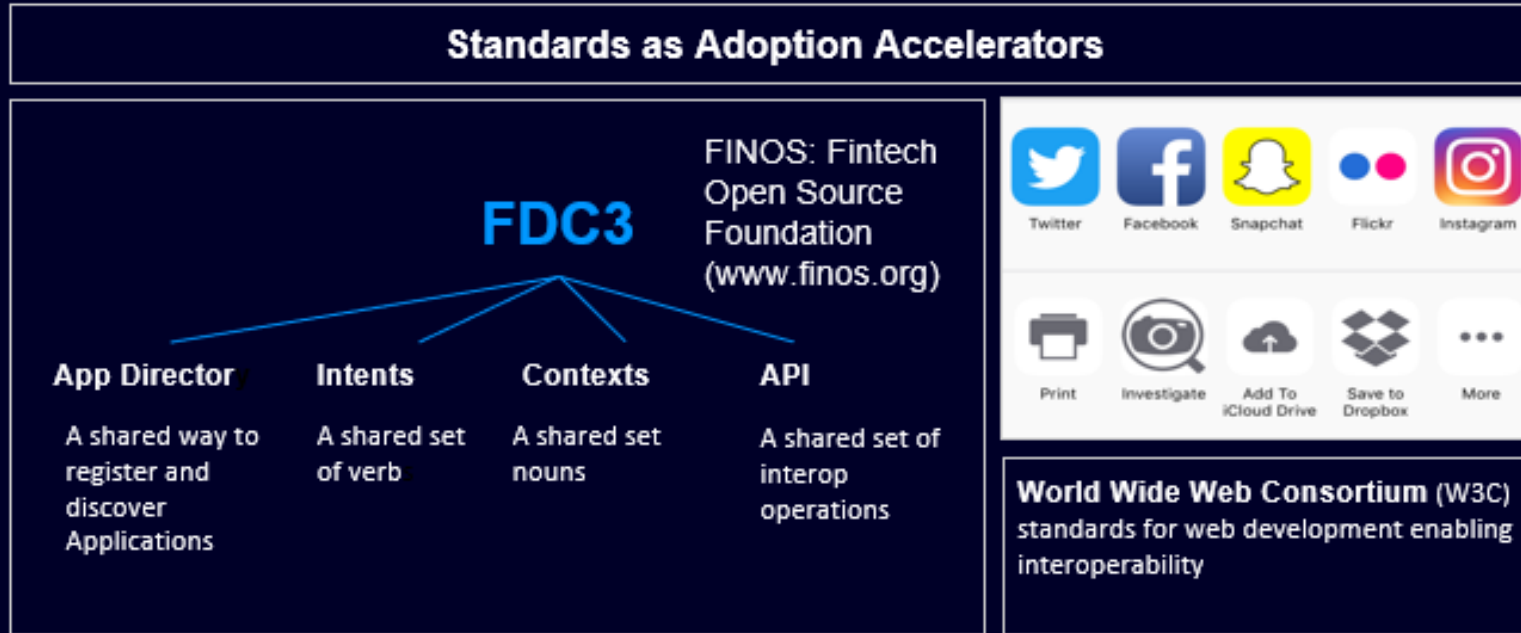 Standards as Adoption Accelerators
FDC3
FINOS: Fintech
Open Source
Foundation
(www.finos.org)
App Directory
A shared way to
register and
discover
Applications
Intents
A shared set
of verbs
Contexts
A shared set
nouns
API
A shared set of
interop
operations
Twitter
Facebook
Snapchat
Flickr
Instagram
Print
Investigate
Add To
iCloud Drive
Save to
Dropbox
More
World Wide Web Consortium (W3C)
standards for web development enabling
interoperability